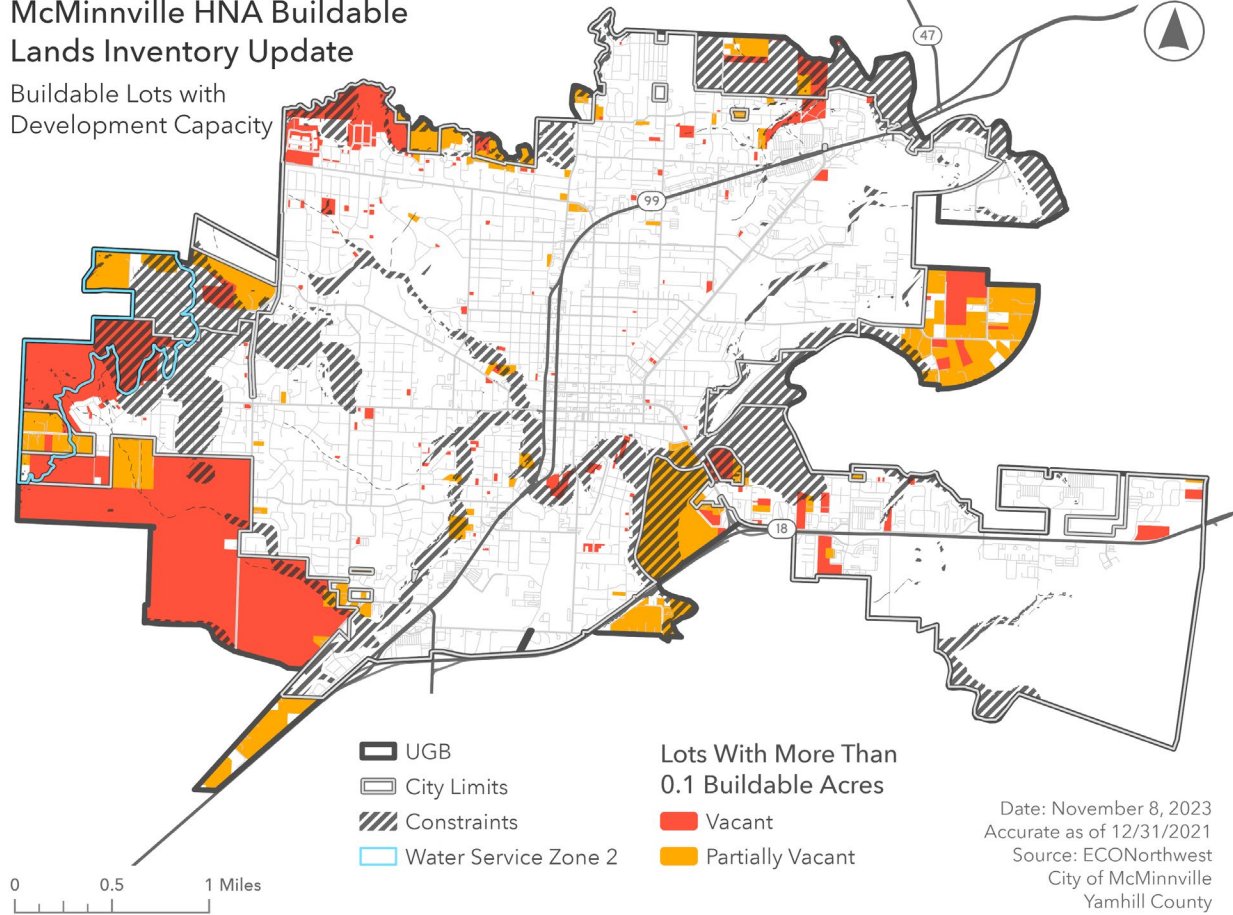 McMinnville HNA Buildable
Lands Inventory Update
Buildable Lots with
Development Capacity
47
99
18
UGB
City Limits
Constraints
Water Service Zone 2
Lots With More Than
0.1 Buildable Acres
Vacant
Partially Vacant
Date: November 8, 2023
Accurate as of 12/31/2021
Source: ECONorthwest
City of McMinnville
Yamhill County
0 0.5 1 Miles